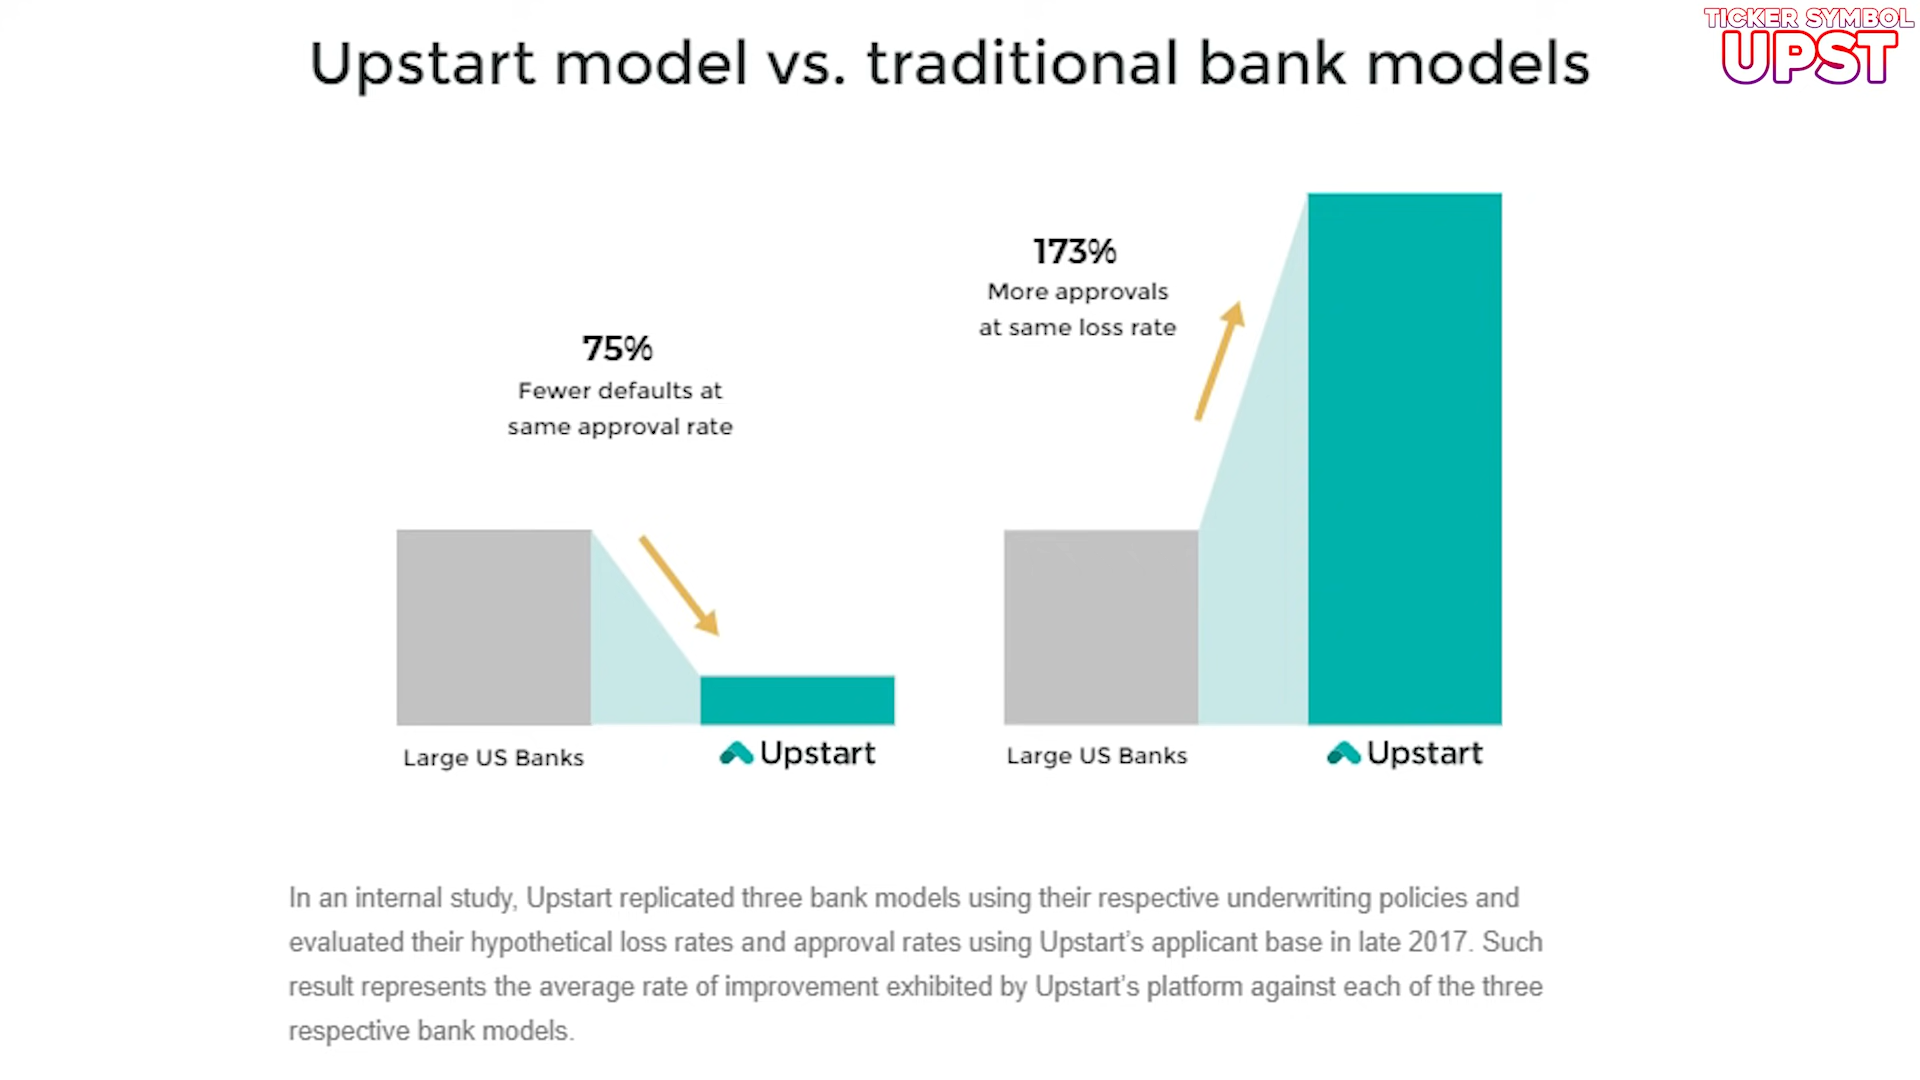 TICKER SYMBOL
UPST
Upstart model vs. traditional bank models
75%
Fewer defaults at
same approval rate
173%
More approvals
at same loss rate
Large US Banks
Upstart
Large US Banks
Upstart
In an internal study, Upstart replicated three bank models using their respective underwriting policies and
evaluated their hypothetical loss rates and approval rates using Upstart's applicant base in late 2017. Such
result represents the average rate of improvement exhibited by Upstart's platform against each of the three
respective bank models.